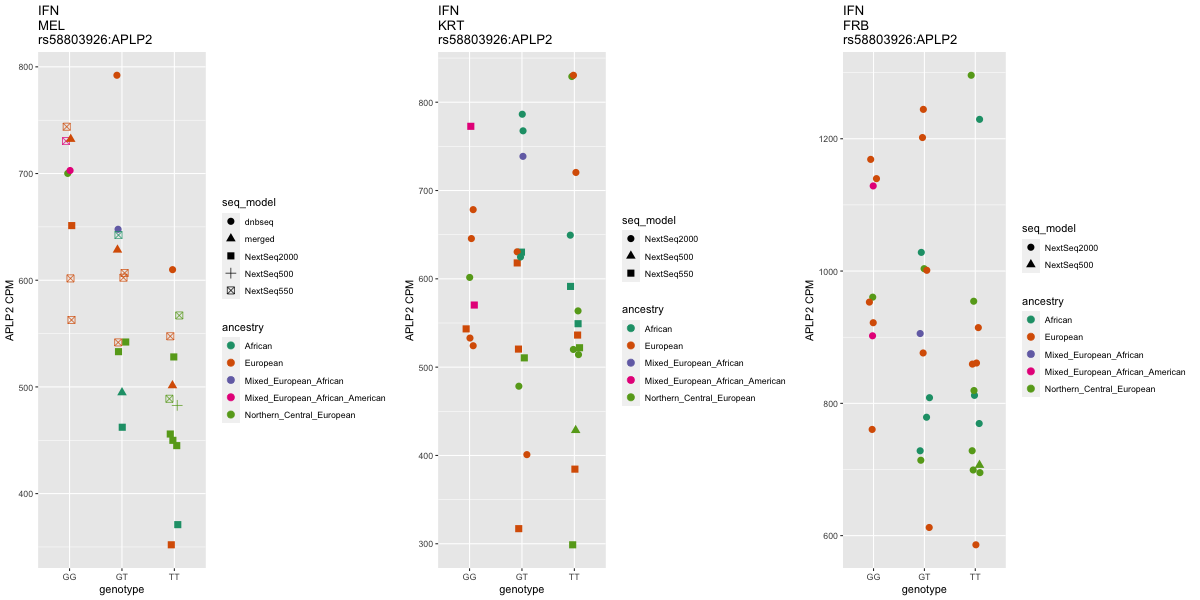 IFN
MEL
rs58803926:APLP2
800
700
600
500
400
APLP2 CPM
GG
GT
TT
genotype
seq_model
dnbseq
merged
NextSeq2000
NextSeq500
NextSeq550
ancestry
African
European
Mixed_European_African
Mixed_European_African_American
Northern_Central_European
IFN
KRT
rs58803926:APLP2
800
700
600
500
400
300
APLP2 CPM
GG
GT
TT
genotype
seq_model
NextSeq2000
NextSeq500
NextSeq550
ancestry
African
European
Mixed_European_African
Mixed_European_African_American
Northern_Central_European
IFN
FRB
rs58803926:APLP2
1200
1000
800
600
APLP2 CPM
GG
GT
TT
genotype
seq_model
NextSeq2000
NextSeq500
ancestry
African
European
Mixed_European_African
Mixed_European_African_American
Northern_Central_European